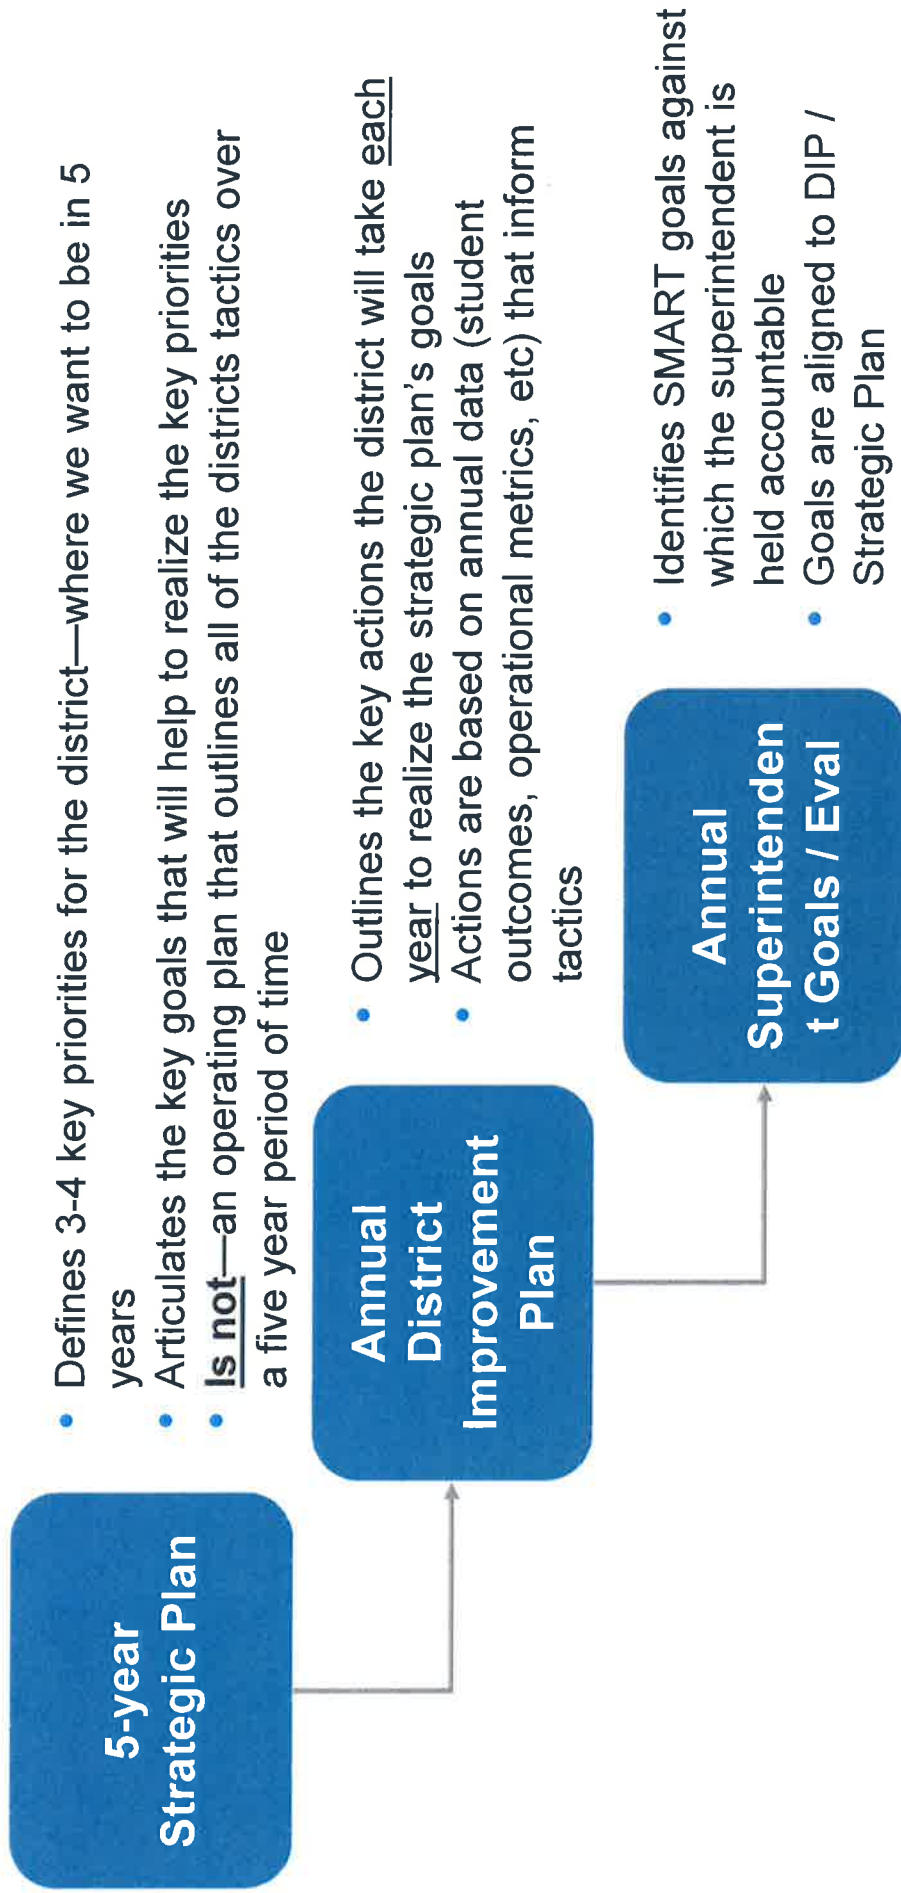 5-year
Strategic Plan
• Defines 3-4 key priorities for the district—where we want to be in 5
years
• Articulates the key goals that will help to realize the key priorities
• Is not—an operating plan that outlines all of the districts tactics over
a five year period of time
Annual
District
Improvement
Plan
• Outlines the key actions the district will take each
year to realize the strategic plan's goals
• Actions are based on annual data (student
outcomes, operational metrics, etc) that inform
tactics
Annual
Superintenden
t Goals / Eval
• Identifies SMART goals against
which the superintendent is
held accountable
• Goals are aligned to DIP /
Strategic Plan